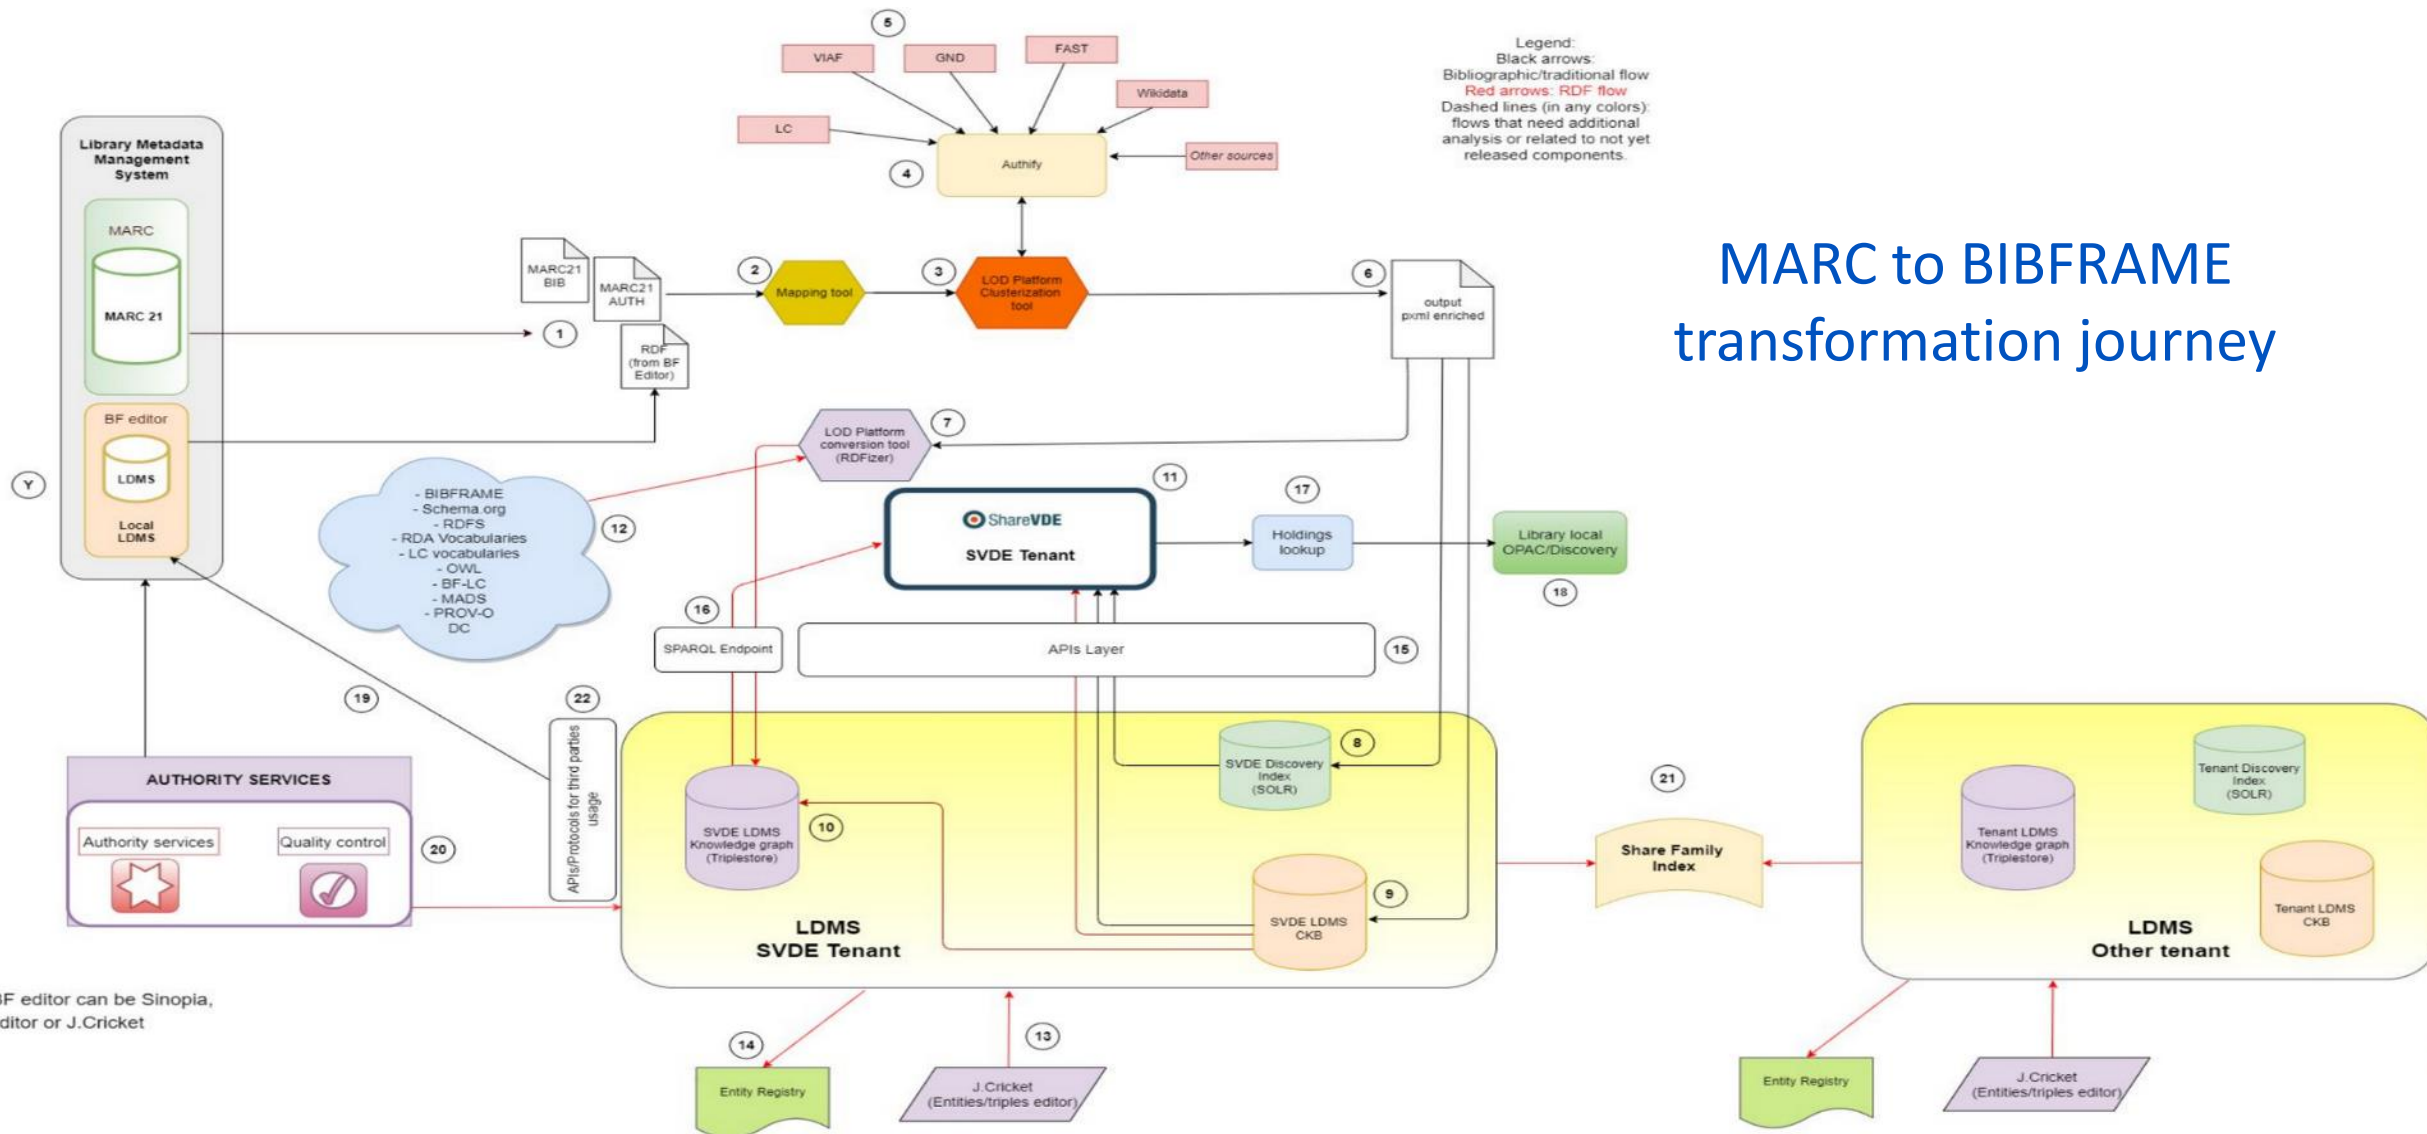 5
VIAF
GND
FAST
Wikidata
LC
Other sources
4
Authify
Legend:
Black arrows:
Bibliographic/traditional flow
Red arrows: RDF flow
Dashed lines (in any colors):
flows that need additional
analysis or related to not yet
released components.
MARC to BIBFRAME
transformation journey
Library Metadata
Management
System
MARC
MARC 21
BF editor
LDMS
Local
LDMS
Y
MARC21
BIB
MARC21
AUTH
1
RDF
(from BF
Editor)
2
Mapping tool
3
LOD Platform
Clusterization
tool
6
output
pxml enriched
LOD Platform
conversion tool
(RDFizer)
7
- BIBFRAME
- Schema.org
- RDFS
- RDA Vocabularies
- LC vocabularies
- OWL
- BF-LC
- MADS
- PROV-O
DC
12
11
ShareVDE
SVDE Tenant
17
Holdings
lookup
Library local
OPAC/Discovery
18
16
SPARQL Endpoint
APIs Layer
15
19
22
APIs/Protocols for third parties
usage
AUTHORITY SERVICES
Authority services
Quality control
20
SVDE Discovery
Index
(SOLR)
8
SVDE LDMS
Knowledge graph
(Triplestore)
10
SVDE LDMS
CKB
9
LDMS
SVDE Tenant
21
Share Family
Index
Tenant Discovery
Index
(SOLR)
Tenant LDMS
Knowledge graph
(Triplestore)
Tenant LDMS
CKB
LDMS
Other tenant
BF editor can be Sinopia,
ditor or J.Cricket
14
Entity Registry
13
J.Cricket
(Entities/triples editor)
Entity Registry
J.Cricket
(Entities/triples editor)